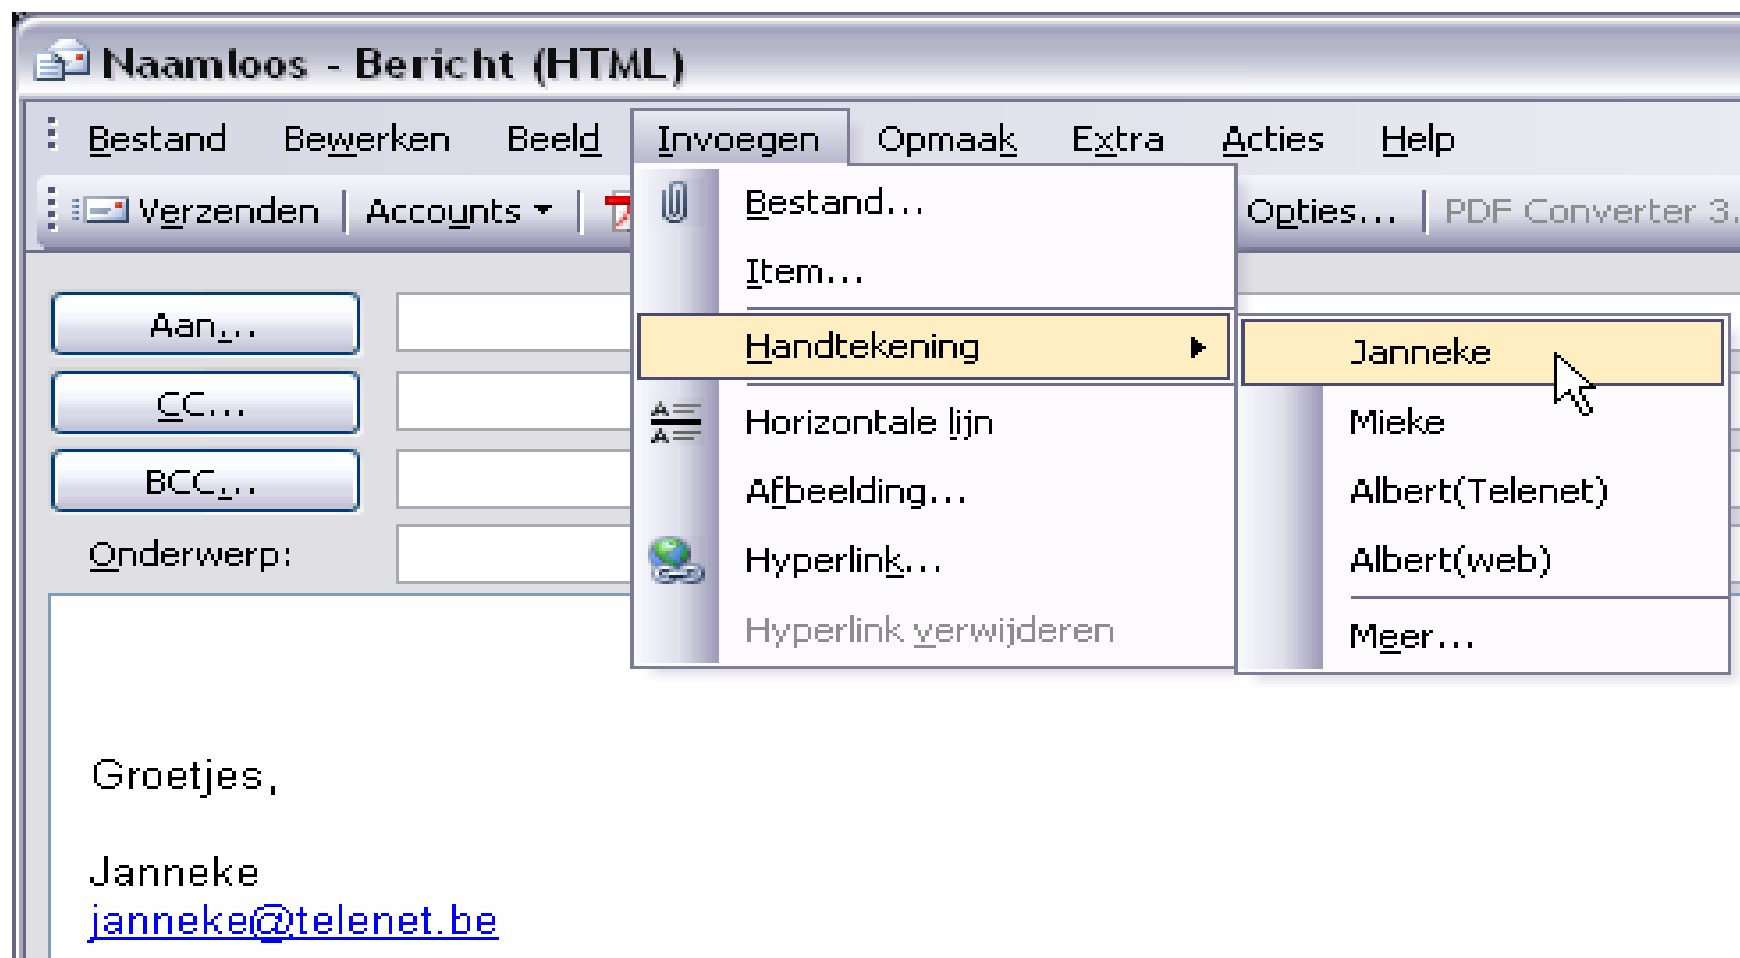 Naamloos - Bericht (HTML)
Bestand Bewerken Beeld Invoegen Opmaak Extra Acties Help
Verzenden Accounts Opties... PDF Converter 3.
Bestand...
Item...
Handtekening
Horizontale lijn
Afbeelding...
Hyperlink...
Hyperlink verwijderen
Janneke
Mieke
Albert(Telenet)
Albert(web)
Meer...
Aan...
CC...
BCC...
Onderwerp:
Groetjes,
Janneke
janneke@telenet.be